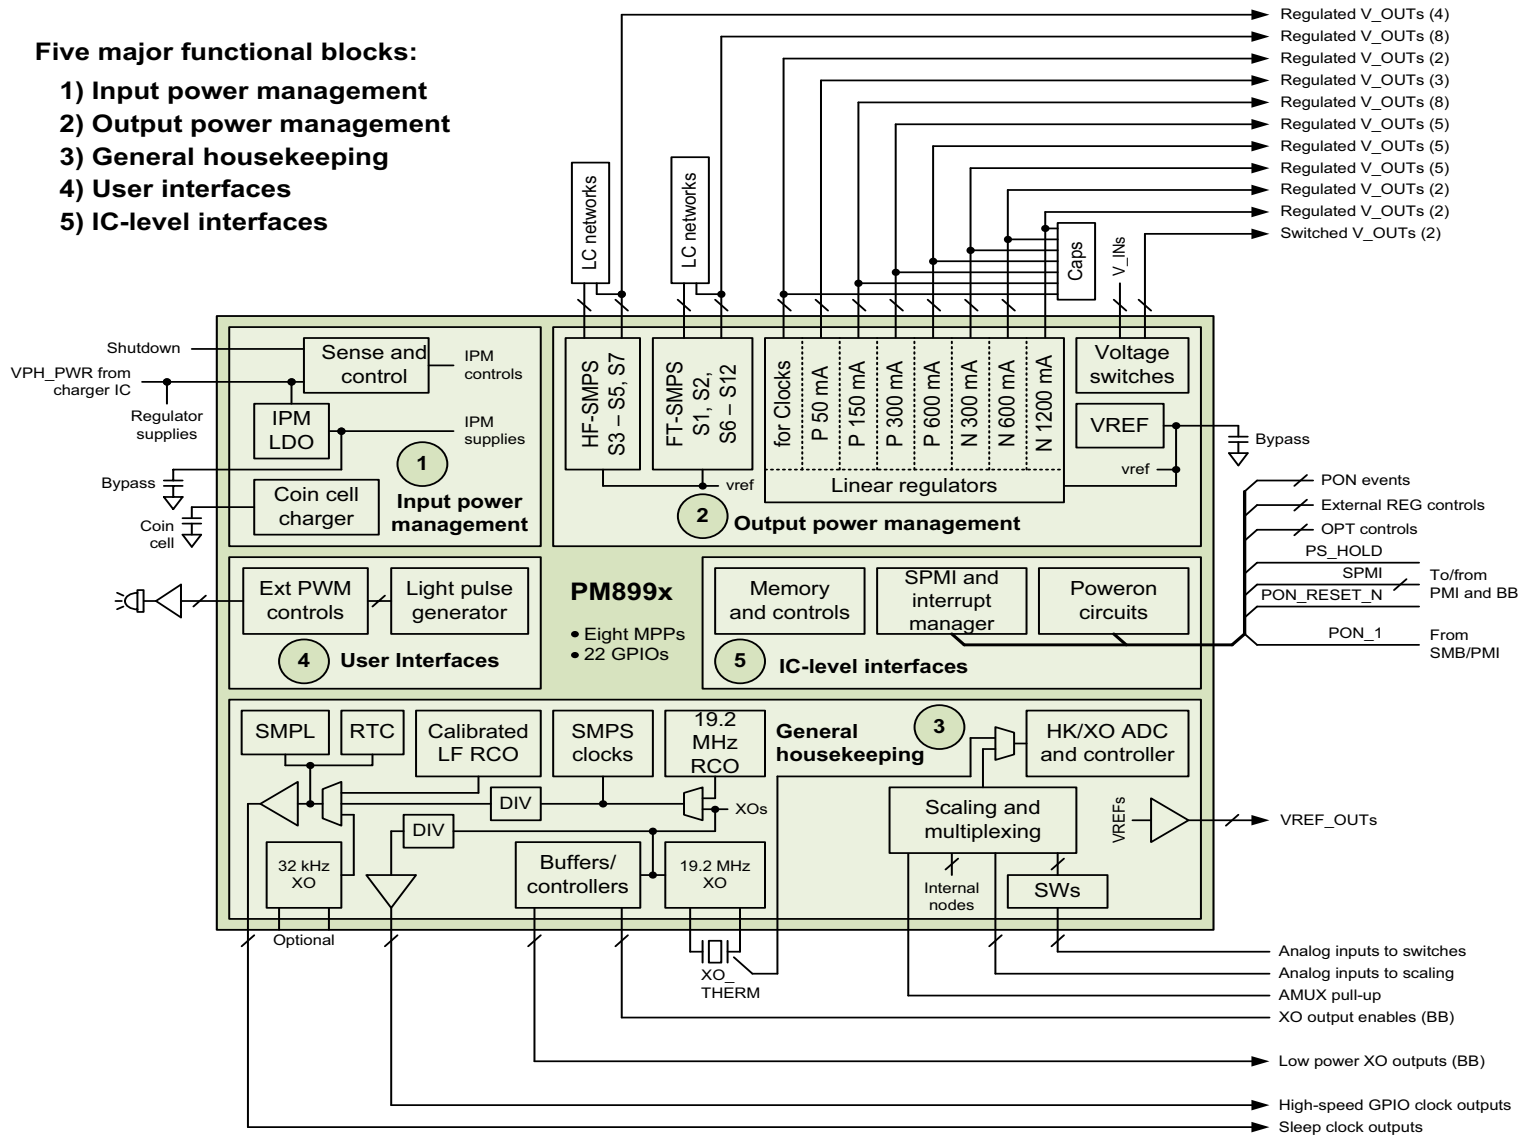 Five major functional blocks:
1) Input power management
2) Output power management
3) General housekeeping
4) User interfaces
5) IC-level interfaces
Regulated V_OUTs (4)
Regulated V_OUTs (8)
Regulated V_OUTs (2)
Regulated V_OUTs (3)
Regulated V_OUTs (8)
Regulated V_OUTs (5)
Regulated V_OUTs (5)
Regulated V_OUTs (5)
Regulated V_OUTs (2)
Regulated V_OUTs (2)
Switched V_OUTs (2)
LC networks
LC networks
Caps
V_INs
Shutdown
VPH_PWR from
charger IC
Regulator
supplies
Bypass
Coin
cell
Sense and
control
IPM
controls
IPM
LDO
IPM
supplies
Coin cell
charger
1
Input power
management
HF-SMPS
S3 – S5, S7
FT-SMPS
S1, S2,
S6 – S12
vref
for Clocks
P 50 mA
P 150 mA
P 300 mA
P 600 mA
N 300 mA
N 600 mA
N 1200 mA
Linear regulators
Voltage
switches
VREF
vref
Bypass
2
Output power management
PON events
External REG controls
OPT controls
PS_HOLD
SPMI
PON_RESET_N
To/from
PMI and BB
PON_1
From
SMB/PMI
Ext PWM
controls
Light pulse
generator
4
User Interfaces
PM899x
• Eight MPPs
• 22 GPIOs
Memory
and controls
SPMI and
interrupt
manager
Poweron
circuits
5
IC-level interfaces
SMPL
RTC
Calibrated
LF RCO
SMPS
clocks
19.2
MHz
RCO
General
housekeeping
3
HK/XO ADC
and controller
DIV
XOs
DIV
Scaling and
multiplexing
VREFs
VREF_OUTs
32 kHz
XO
Buffers/
controllers
19.2 MHz
XO
Internal
nodes
SWs
Optional
XO_
THERM
Analog inputs to switches
Analog inputs to scaling
AMUX pull-up
XO output enables (BB)
Low power XO outputs (BB)
High-speed GPIO clock outputs
Sleep clock outputs